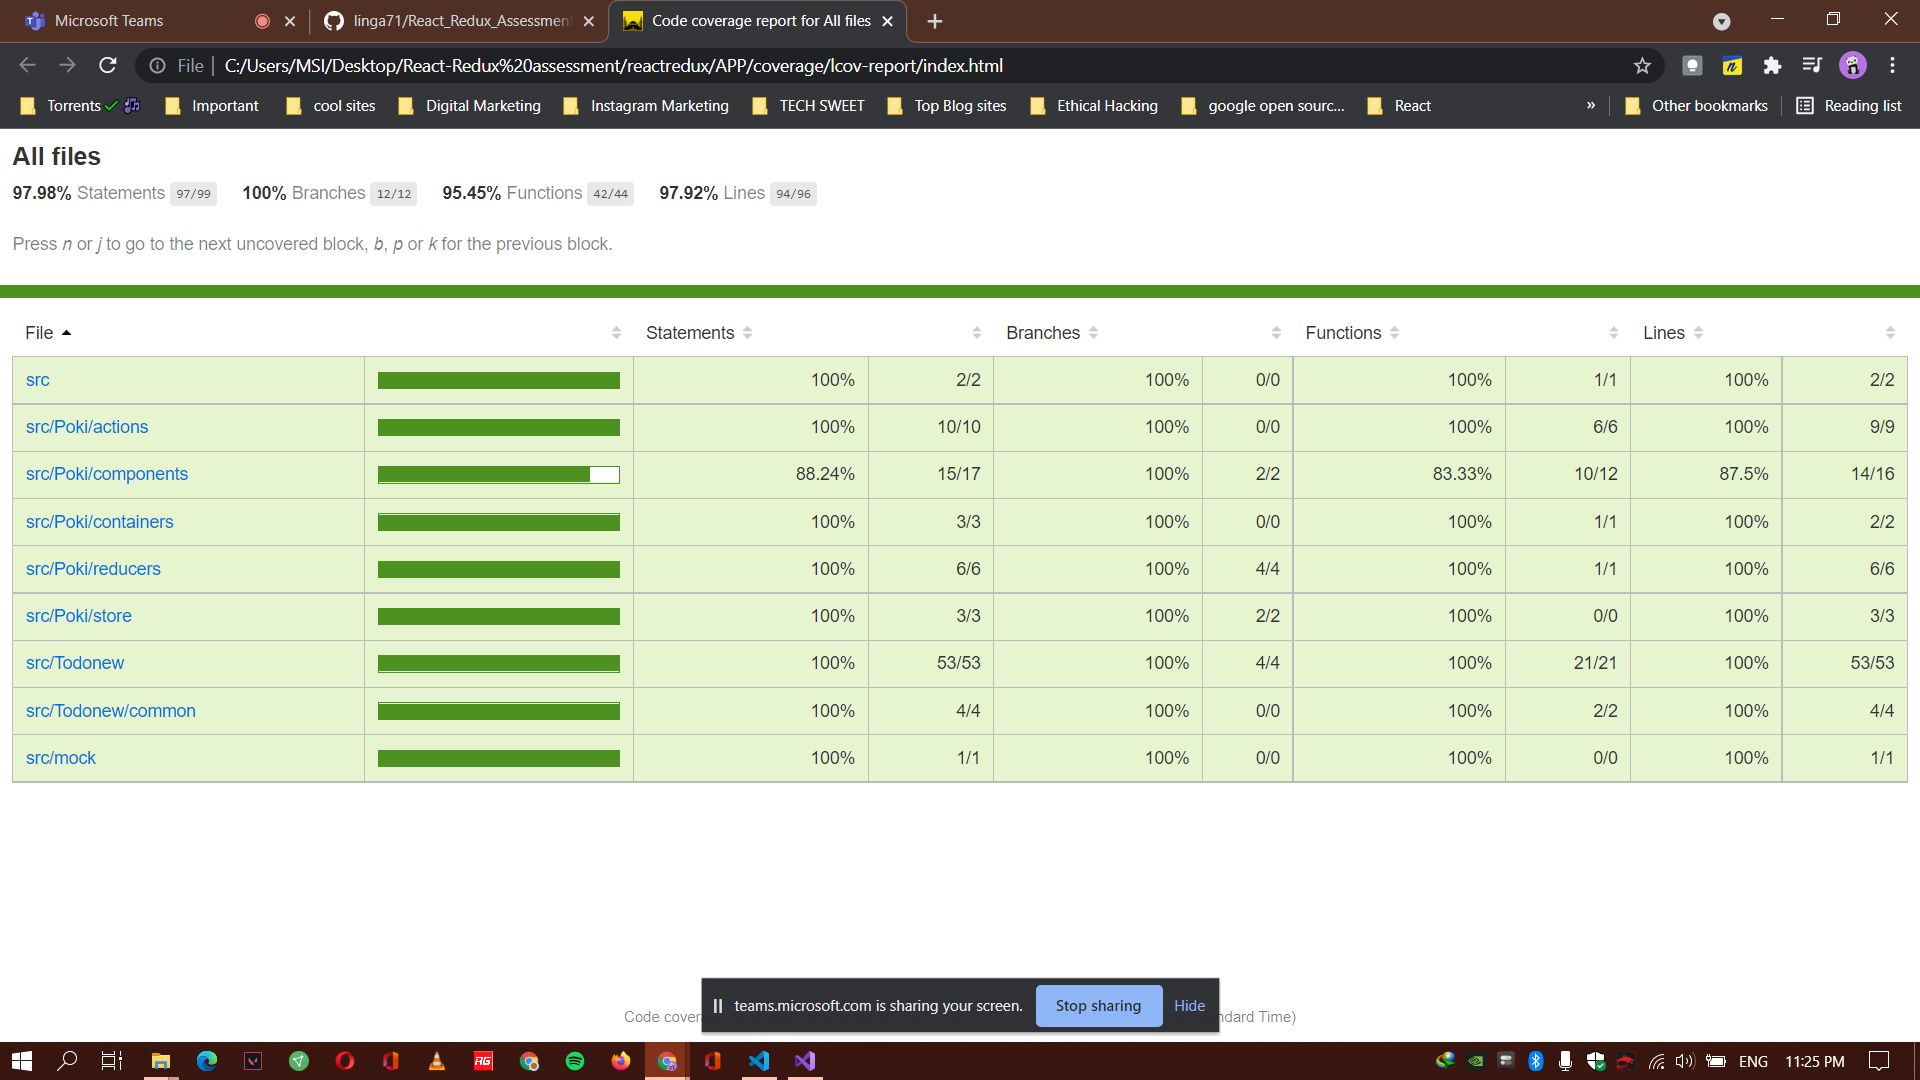 Microsoft Teams
linga71/React_Redux_Assessment
Code coverage report for All files
File
C:/Users/MSI/Desktop/React-Redux%20assessment/reactredux/APP/coverage/lcov-report/index.html
Torrents
Important
cool sites
Digital Marketing
Instagram Marketing
TECH SWEET
Top Blog sites
Ethical Hacking
google open sourc...
React
»
Other bookmarks
Reading list
All files
97.98% Statements 97/99 100% Branches 12/12 95.45% Functions 42/44 97.92% Lines 94/96
Press n or j to go to the next uncovered block, b, p or k for the previous block.
File Statements Branches Functions Lines
src 100% 2/2 100% 0/0 100% 1/1 100% 2/2
src/Poki/actions 100% 10/10 100% 0/0 100% 6/6 100% 9/9
src/Poki/components 88.24% 15/17 100% 2/2 83.33% 10/12 87.5% 14/16
src/Poki/containers 100% 3/3 100% 0/0 100% 1/1 100% 2/2
src/Poki/reducers 100% 6/6 100% 4/4 100% 1/1 100% 6/6
src/Poki/store 100% 3/3 100% 2/2 100% 0/0 100% 3/3
src/Todonew 100% 53/53 100% 4/4 100% 21/21 100% 53/53
src/Todonew/common 100% 4/4 100% 0/0 100% 2/2 100% 4/4
src/mock 100% 1/1 100% 0/0 100% 0/0 100% 1/1
teams.microsoft.com is sharing your screen.
Stop sharing
Hide
Code Time)
RG
ENG
11:25 PM